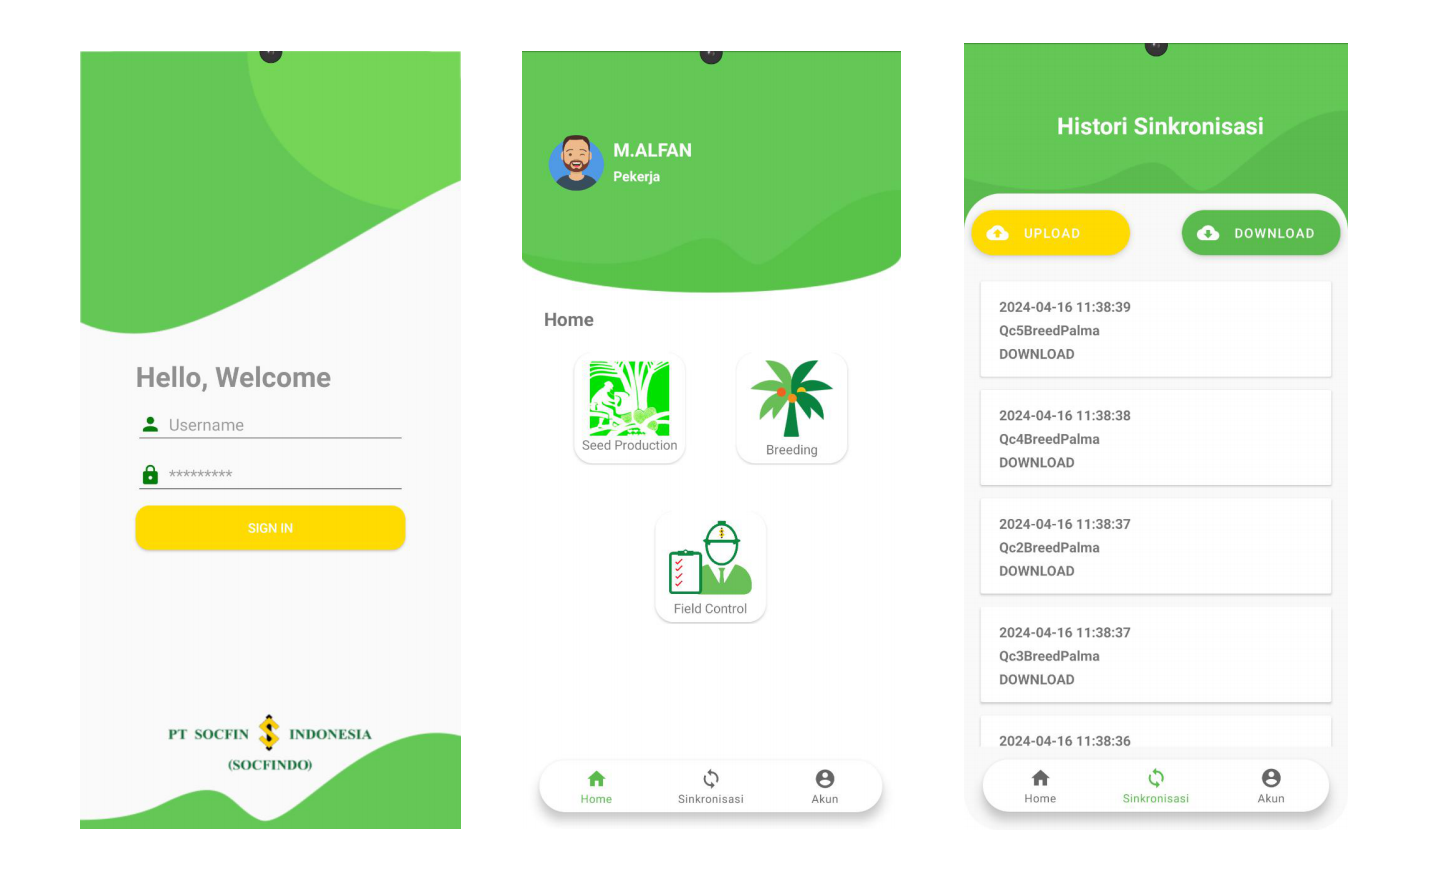 Hello, Welcome
Username
*********
SIGN IN
PT SOCFIN INDONESIA
(SOCFINDO)
M.ALFAN
Pekerja
Home
Seed Production
Breeding
Field Control
Home
Sinkronisasi
Akun
Histori Sinkronisasi
UPLOAD
DOWNLOAD
2024-04-16 11:38:39
Qc5BreedPalma
DOWNLOAD
2024-04-16 11:38:38
Qc4BreedPalma
DOWNLOAD
2024-04-16 11:38:37
Qc2BreedPalma
DOWNLOAD
2024-04-16 11:38:37
Qc3BreedPalma
DOWNLOAD
2024-04-16 11:38:36
Home
Sinkronisasi
Akun